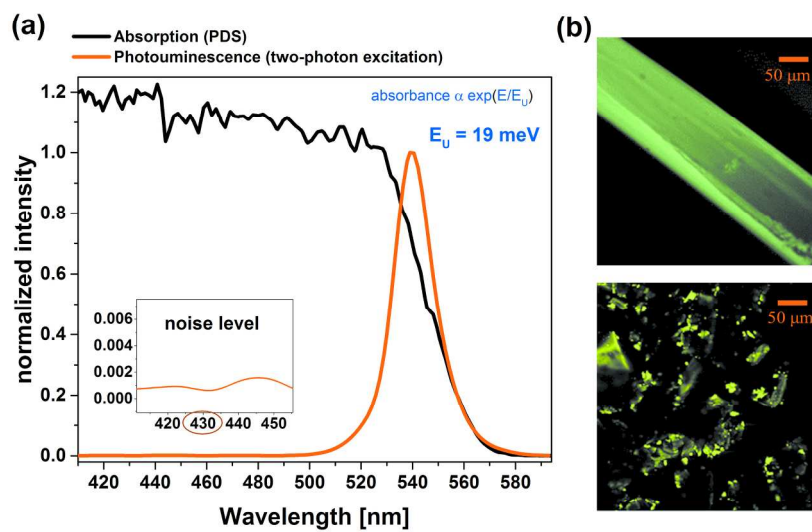 (a)
Absorption (PDS)
Photouminescence (two-photon excitation)
absorbance α exp(E/E_U)
E_U = 19 meV
normalized intensity
1.2
1.0
0.8
0.6
0.4
0.2
0.0
noise level
0.006
0.004
0.002
0.000
420 430 440 450
420 440 460 480 500 520 540 560 580
Wavelength [nm]
(b)
50 µm
50 µm